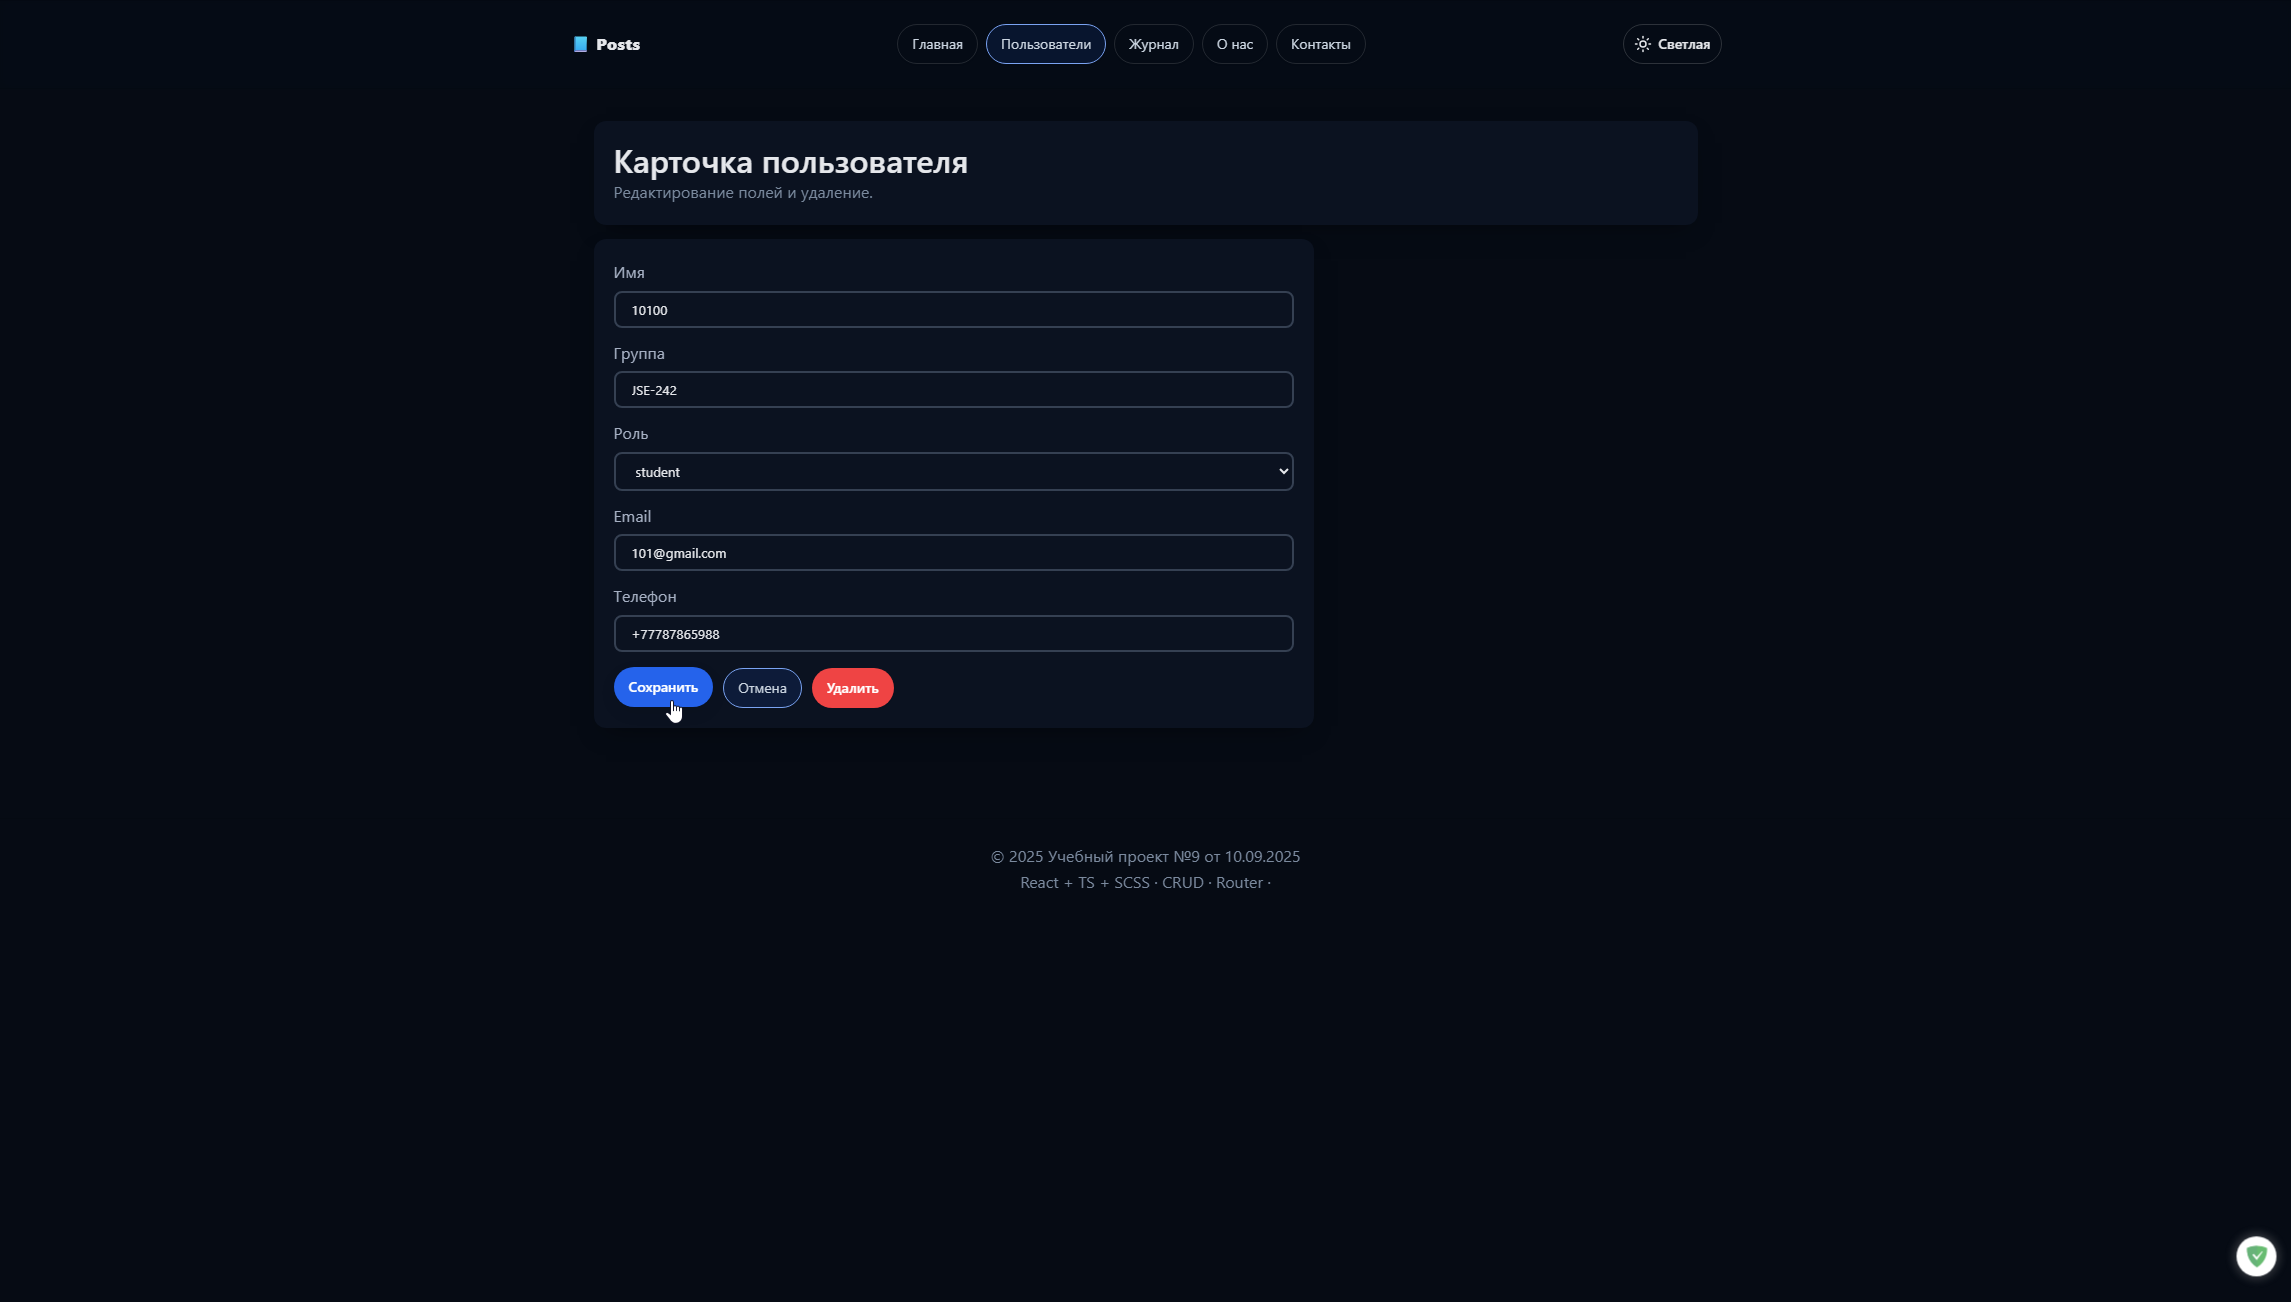 Posts
Главная
Пользователи
Журнал
О нас
Контакты
Светлая
Карточка пользователя
Редактирование полей и удаление.
Имя
10100
Группа
JSE-242
Роль
student
Email
101@gmail.com
Телефон
+77787865988
Сохранить
Отмена
Удалить
© 2025 Учебный проект №9 от 10.09.2025
React + TS + SCSS · CRUD · Router ·